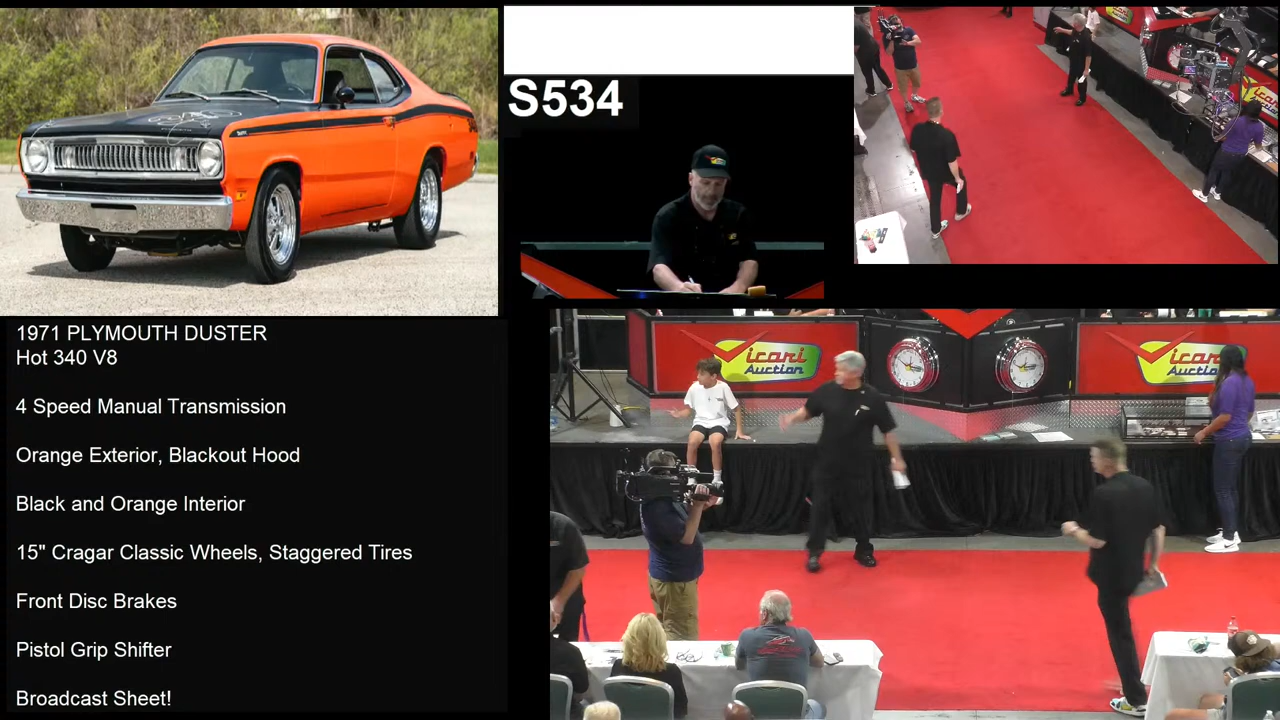 S534
1971 PLYMOUTH DUSTER
Hot 340 V8
4 Speed Manual Transmission
Orange Exterior, Blackout Hood
Black and Orange Interior
15" Cragar Classic Wheels, Staggered Tires
Front Disc Brakes
Pistol Grip Shifter
Broadcast Sheet!
Vicari
Auction
Vicari
Auction